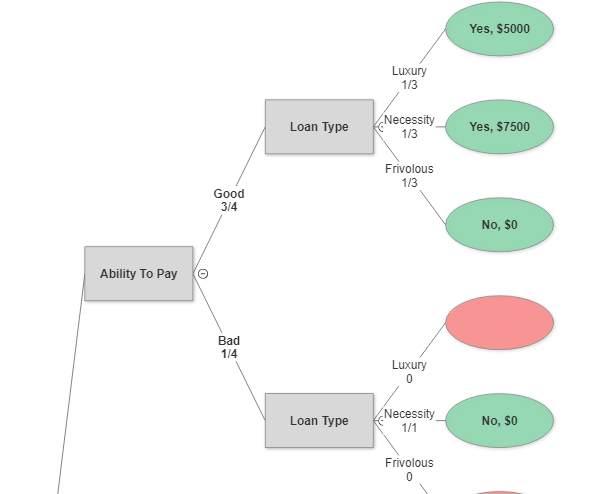 Yes, $5000
Luxury
1/3
Loan Type
Necessity
1/3
Yes, $7500
Frivolous
1/3
Good
3/4
No, $0
Ability To Pay
Bad
1/4
Luxury
0
Loan Type
Necessity
1/1
No, $0
Frivolous
0